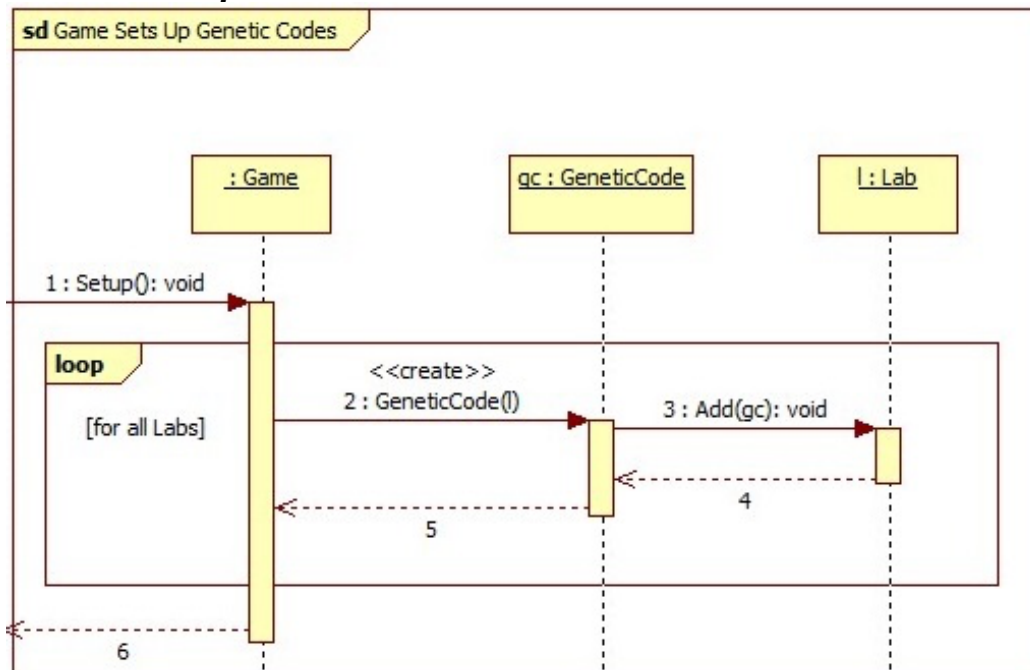 sd Game Sets Up Genetic Codes
: Game
gc : GeneticCode
l : Lab
1 : Setup(): void
loop
[for all Labs]
<<create>>
2 : GeneticCode(l)
3 : Add(gc): void
4
5
6